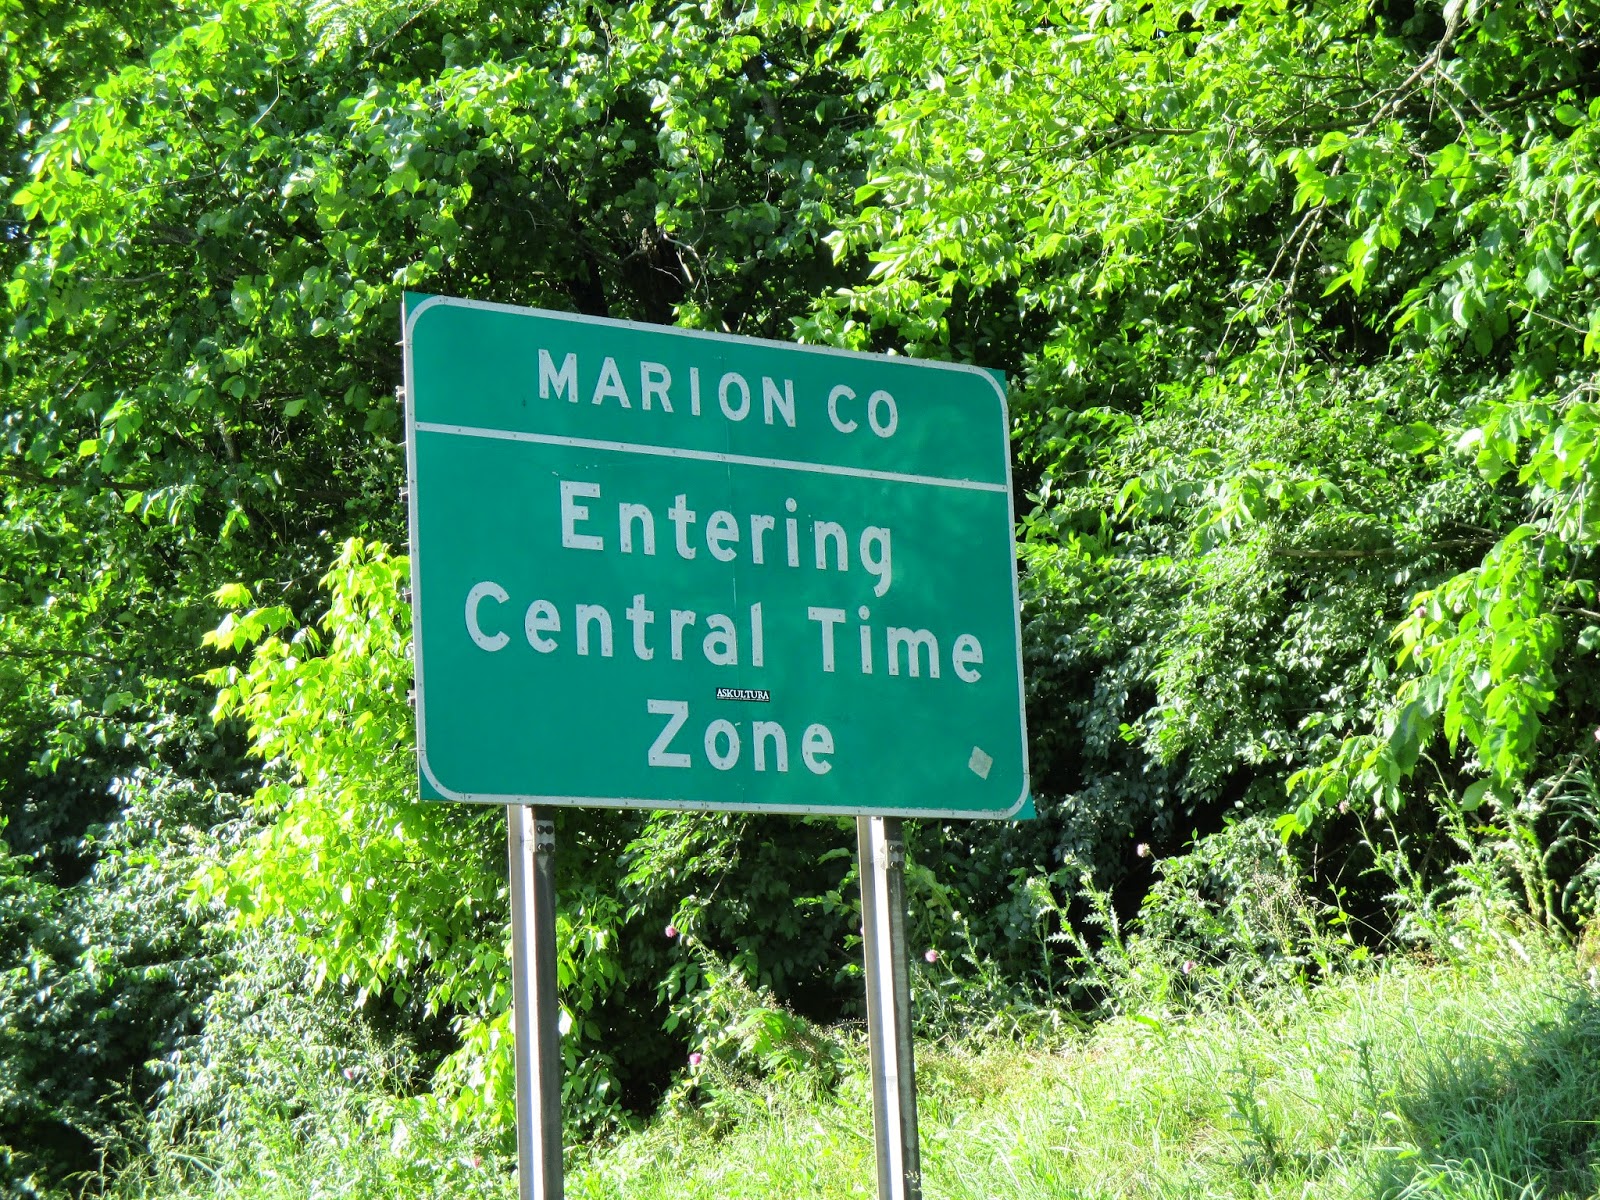 MARION CO
Entering
Central Time
ASKULTURA
Zone